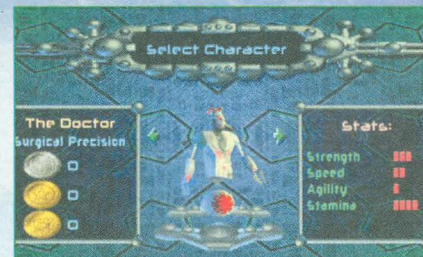 Select Character
The Doctor
Surgical Precision
0
0
0
Stats:
Strength
Speed
Agility
Stamina